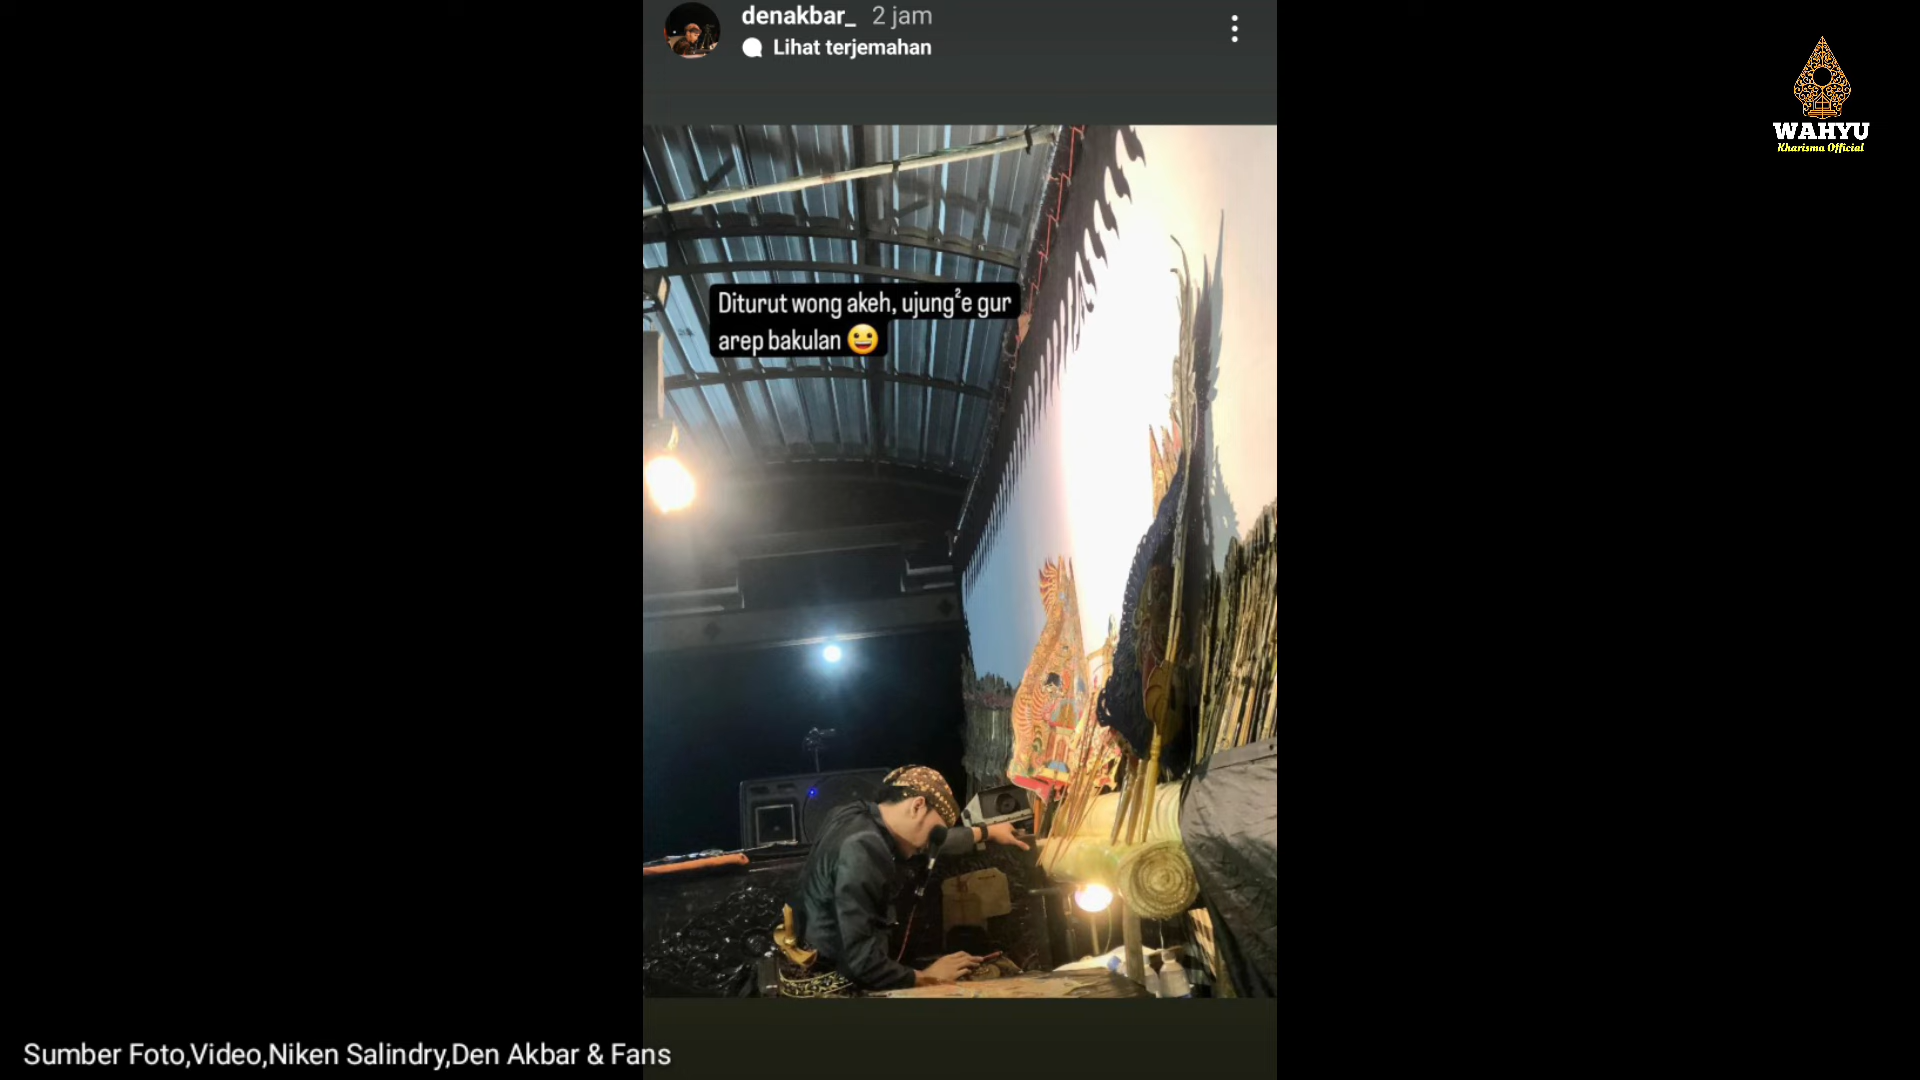 denakbar_ 2 jam
Lihat terjemahan
WAHYU
Kharisma Official
Diturut wong akeh, ujung²e gur
arep bakulan 😀
Sumber Foto,Video,Niken Salindry,Den Akbar & Fans